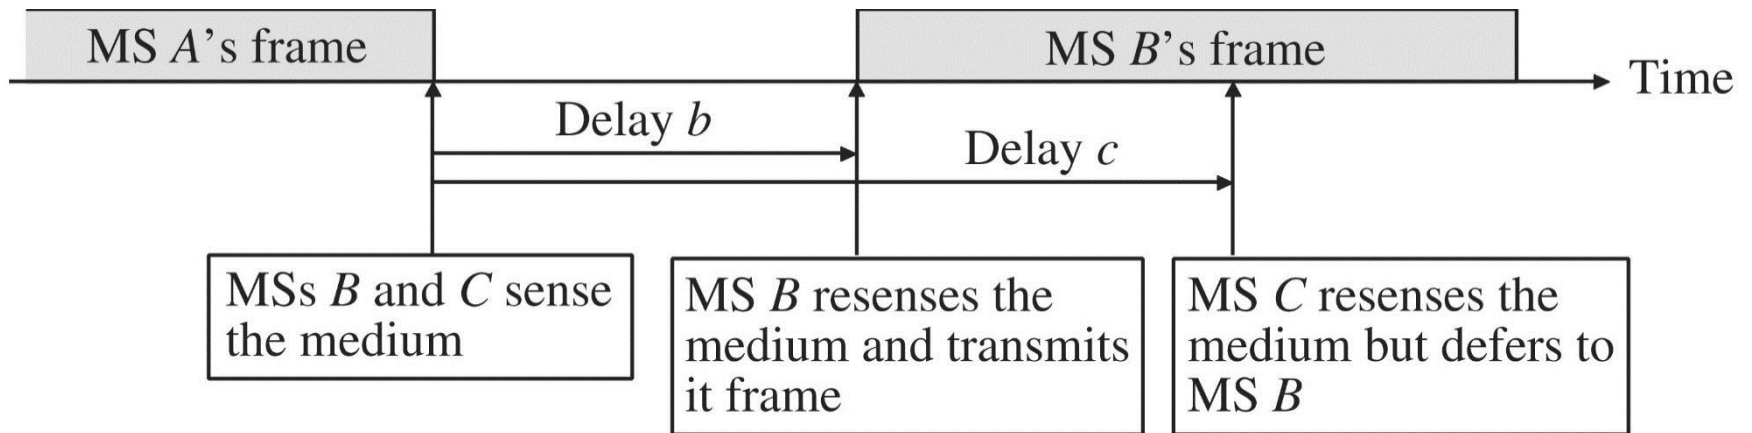 MS A's frame
MS B's frame
Time
Delay b
Delay c
MSs B and C sense
the medium
MS B resenses the
medium and transmits
it frame
MS C resenses the
medium but defers to
MS B